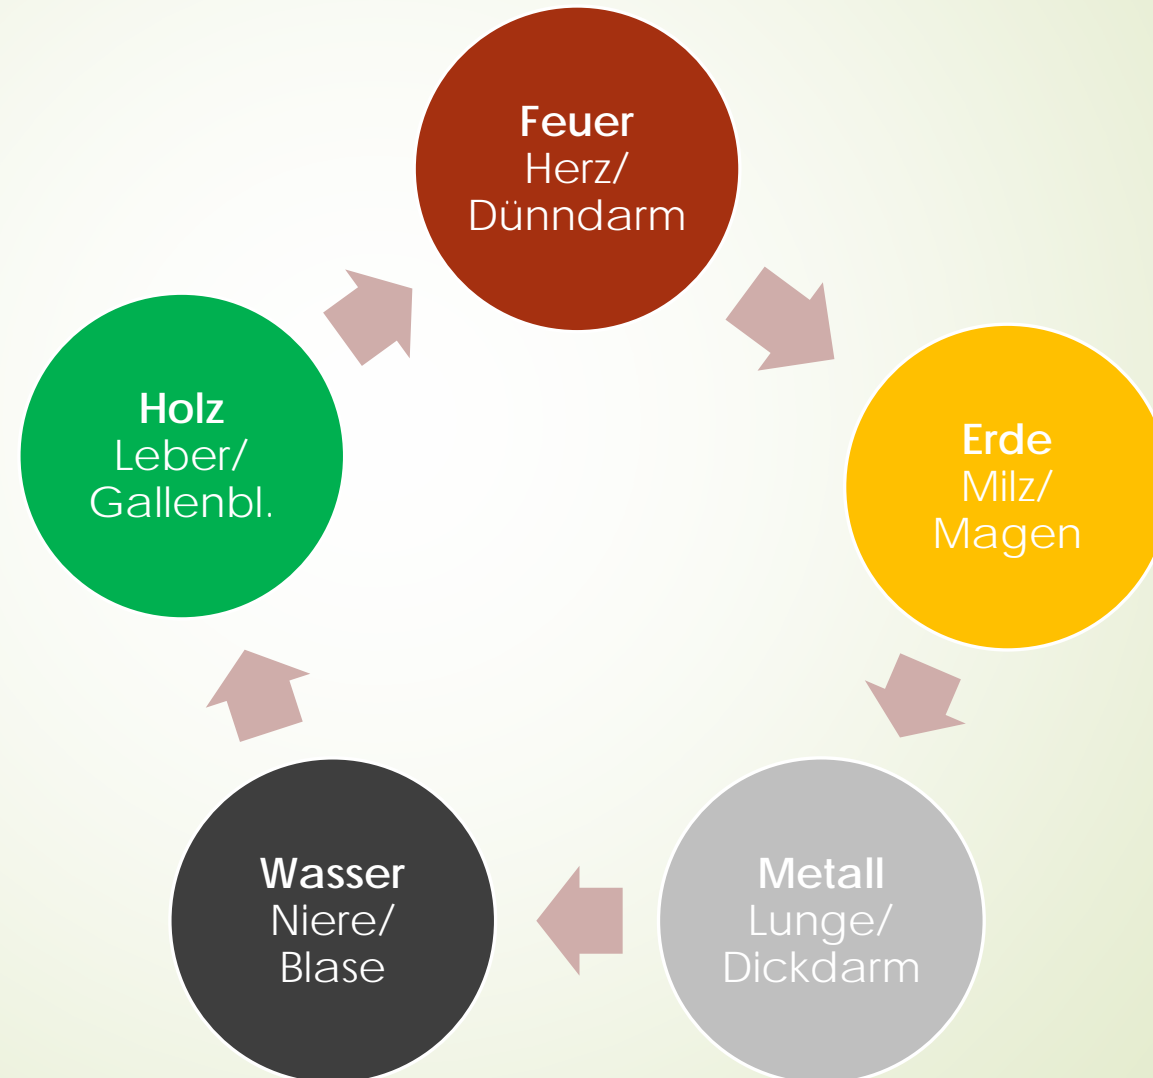 Feuer
Herz/
Dünndarm
Holz
Leber/
Gallenbl.
Erde
Milz/
Magen
Wasser
Niere/
Blase
Metall
Lunge/
Dickdarm